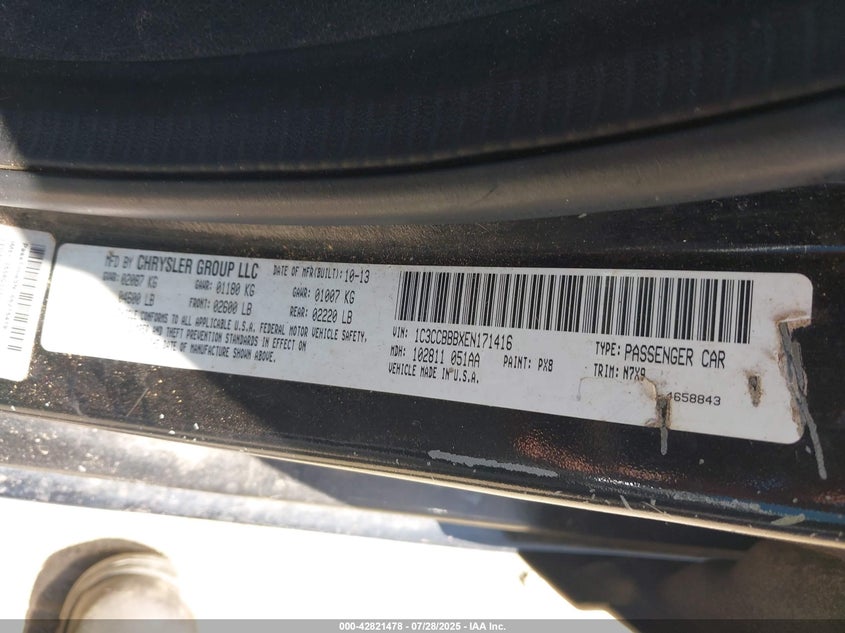 MFD BY CHRYSLER GROUP LLC DATE OF MFR(BUILT): 10-13
GVWR: 02087 KG GAWR: 01180 KG GAWR: 01007 KG
04600 LB FRONT: 02600 LB REAR: 02220 LB
CONFORMS TO ALL APPLICABLE U.S.A. FEDERAL MOTOR VEHICLE SAFETY,
AND THEFT PREVENTION STANDARDS IN EFFECT ON THE
DATE OF MANUFACTURE SHOWN ABOVE.
VIN: 1C3CCBBBXEN171416 TYPE: PASSENGER CAR
MDH: 102811 051AA PAINT: PX8 TRIM: N7X9
VEHICLE MADE IN U.S.A.
4658843
000-42821478 - 07/28/2025 - IAA Inc.